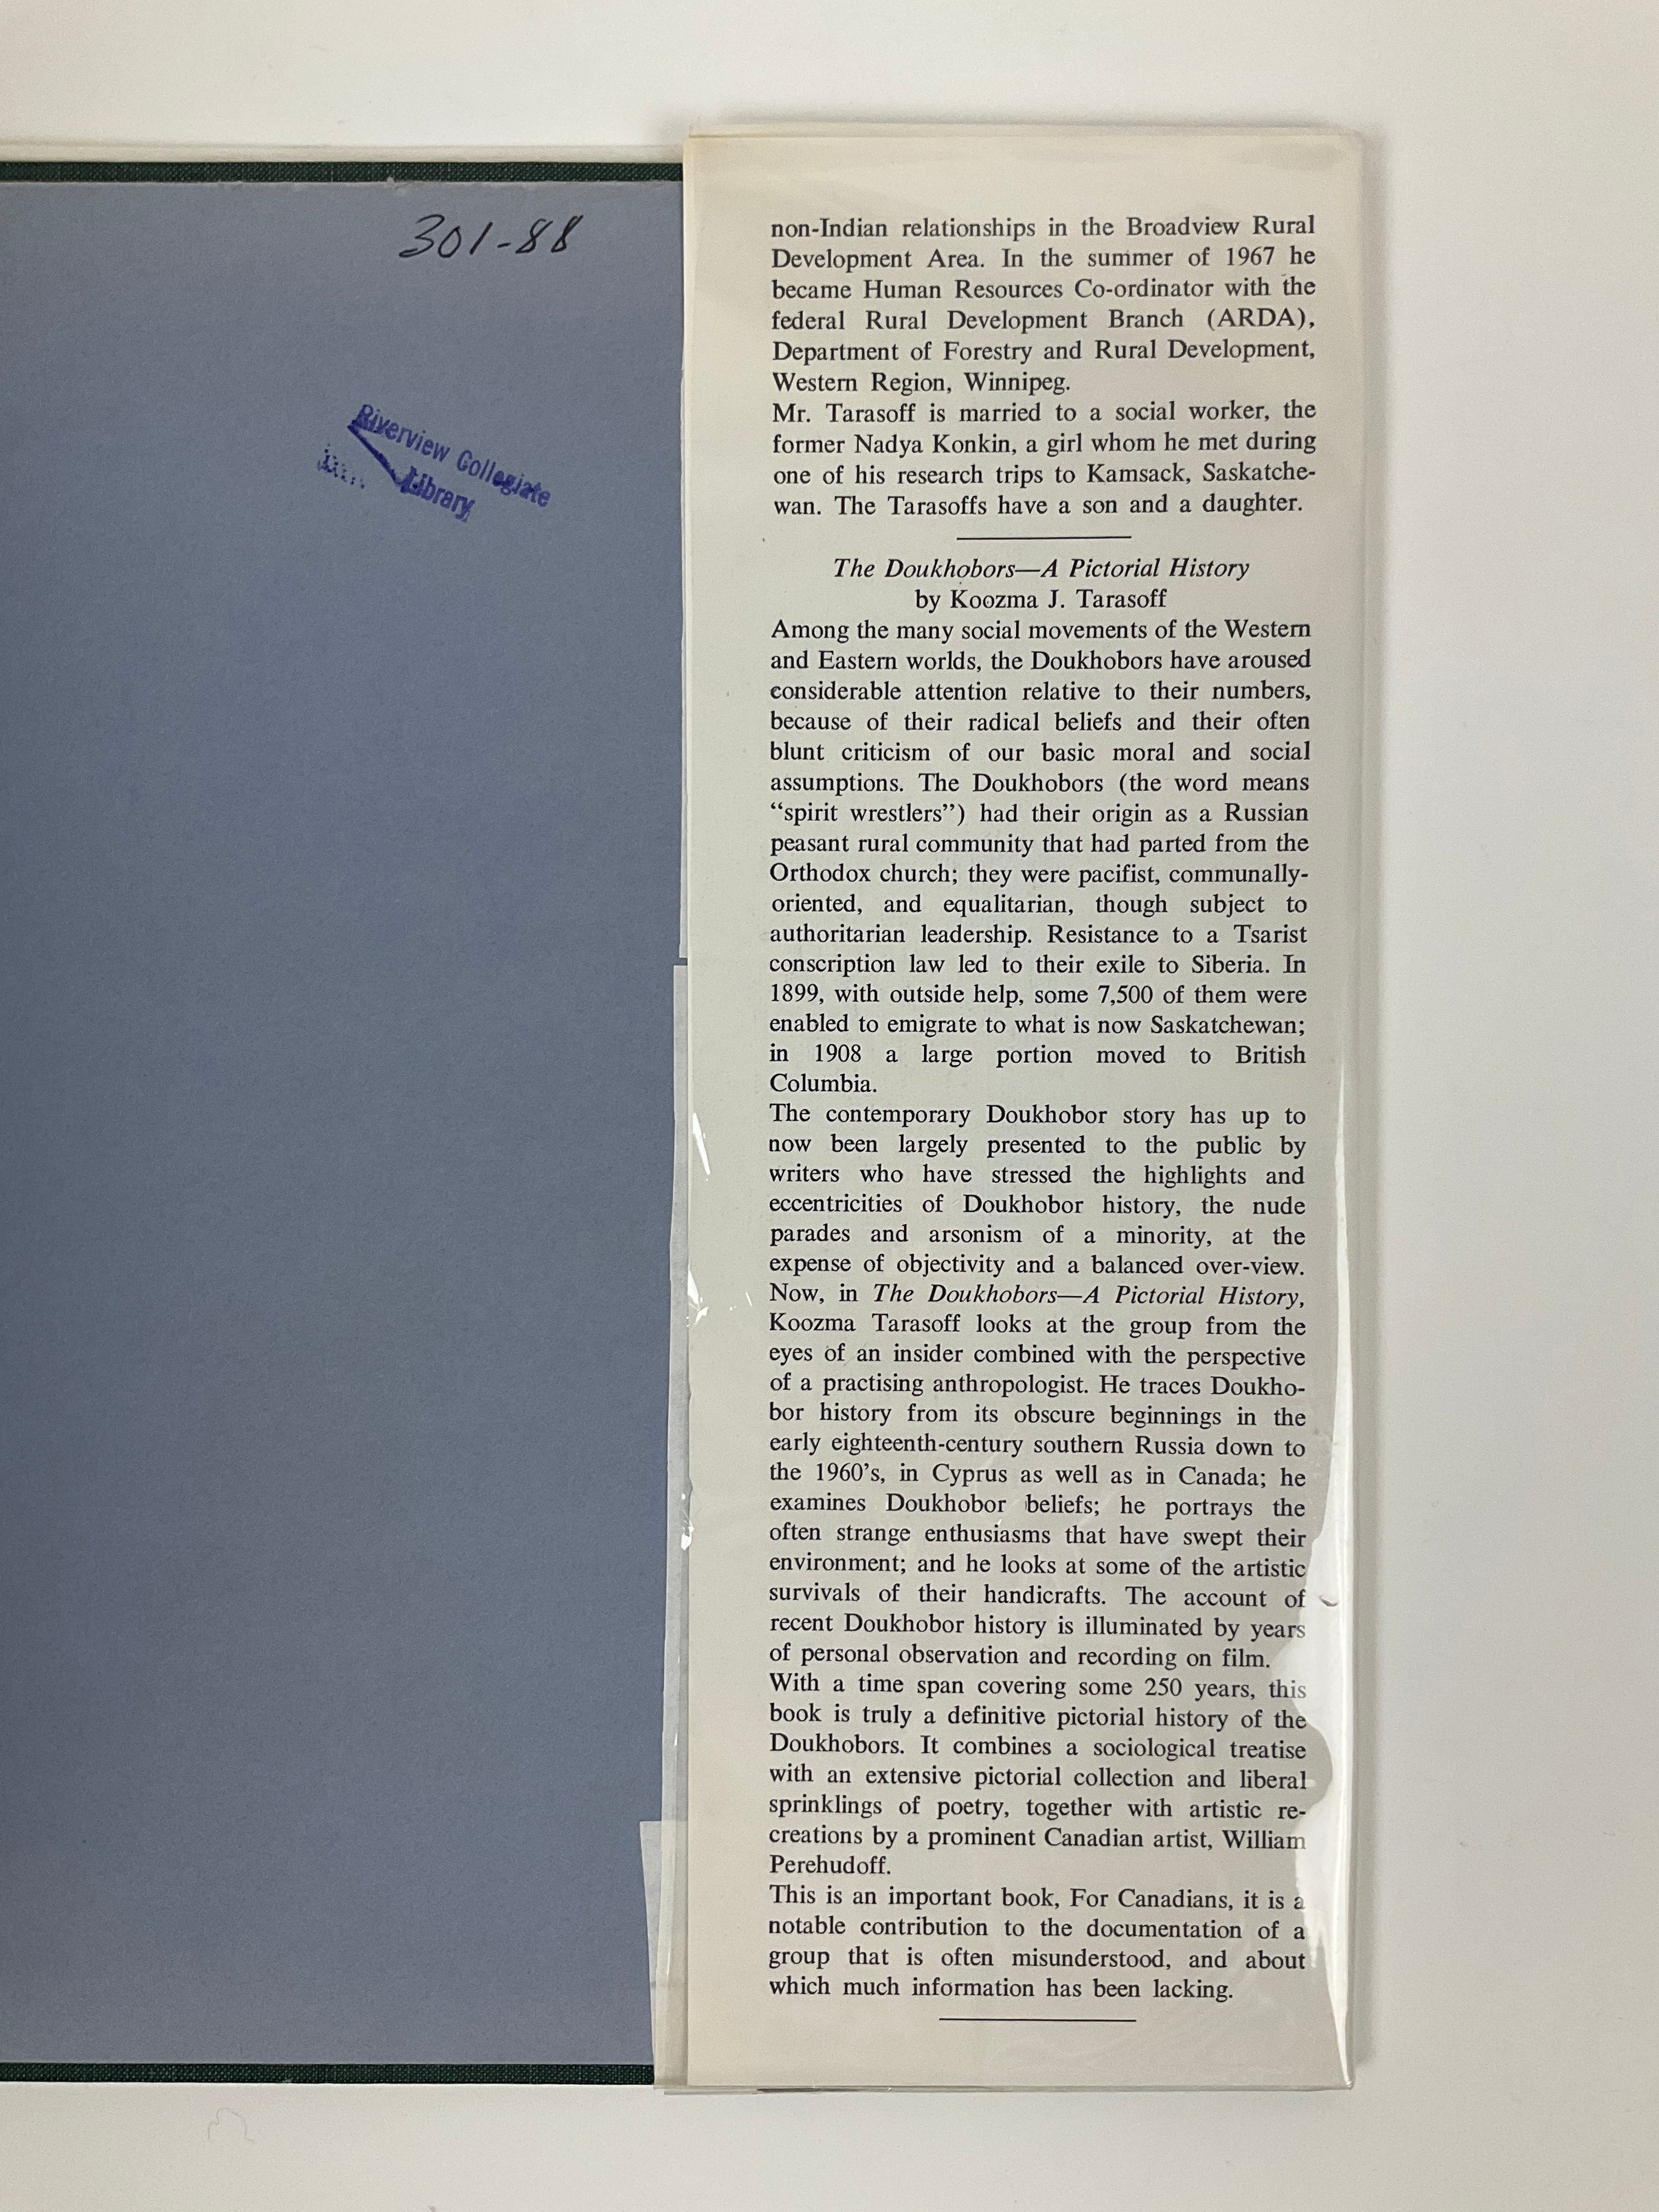 301-88
Riverview Collegiate
Library
non-Indian relationships in the Broadview Rural
Development Area. In the summer of 1967 he
became Human Resources Co-ordinator with the
federal Rural Development Branch (ARDA),
Department of Forestry and Rural Development,
Western Region, Winnipeg.
Mr. Tarasoff is married to a social worker, the
former Nadya Konkin, a girl whom he met during
one of his research trips to Kamsack, Saskatche-
wan. The Tarasoffs have a son and a daughter.
The Doukhobors—A Pictorial History
by Koozma J. Tarasoff
Among the many social movements of the Western
and Eastern worlds, the Doukhobors have aroused
considerable attention relative to their numbers,
because of their radical beliefs and their often
blunt criticism of our basic moral and social
assumptions. The Doukhobors (the word means
“spirit wrestlers”) had their origin as a Russian
peasant rural community that had parted from the
Orthodox church; they were pacifist, communally-
oriented, and equalitarian, though subject to
authoritarian leadership. Resistance to a Tsarist
conscription law led to their exile to Siberia. In
1899, with outside help, some 7,500 of them were
enabled to emigrate to what is now Saskatchewan;
in 1908 a large portion moved to British
Columbia.
The contemporary Doukhobor story has up to
now been largely presented to the public by
writers who have stressed the highlights and
eccentricities of Doukhobor history, the nude
parades and arsonism of a minority, at the
expense of objectivity and a balanced over-view.
Now, in The Doukhobors—A Pictorial History,
Koozma Tarasoff looks at the group from the
eyes of an insider combined with the perspective
of a practising anthropologist. He traces Doukho-
bor history from its obscure beginnings in the
early eighteenth-century southern Russia down to
the 1960’s, in Cyprus as well as in Canada; he
examines Doukhobor beliefs; he portrays the
often strange enthusiasms that have swept their
environment; and he looks at some of the artistic
survivals of their handicrafts. The account of
recent Doukhobor history is illuminated by years
of personal observation and recording on film.
With a time span covering some 250 years, this
book is truly a definitive pictorial history of the
Doukhobors. It combines a sociological treatise
with an extensive pictorial collection and liberal
sprinklings of poetry, together with artistic re-
creations by a prominent Canadian artist, William
Perehudoff.
This is an important book, For Canadians, it is a
notable contribution to the documentation of a
group that is often misunderstood, and about
which much information has been lacking.